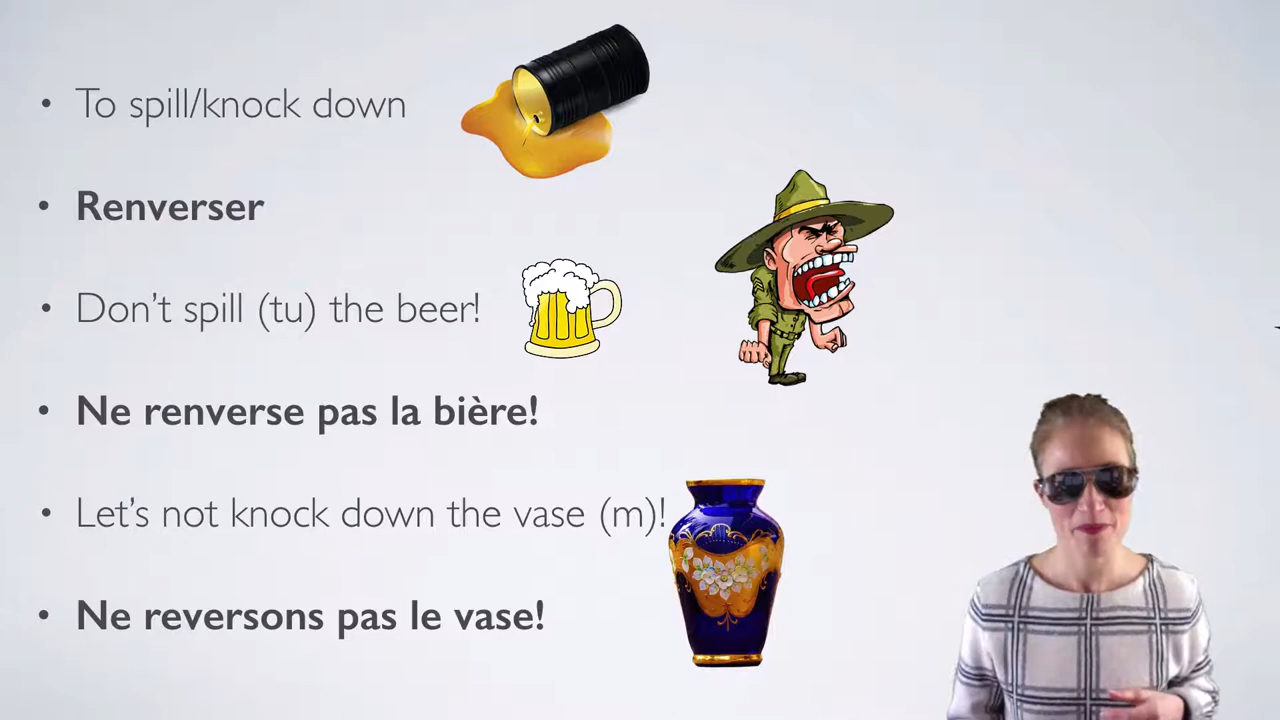 • To spill/knock down
• Renverser
• Don't spill (tu) the beer!
• Ne renverse pas la bière!
• Let's not knock down the vase (m)!
• Ne reversons pas le vase!